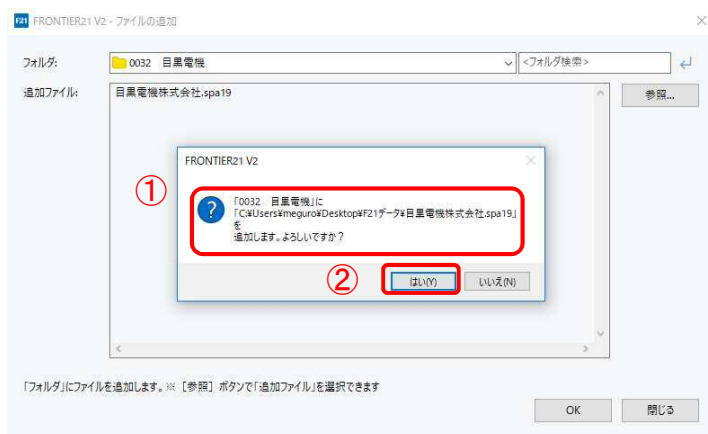 F21 FRONTIER21 V2 - ファイルの追加
フォルダ: 0032 目黒電機 <フォルダ検索>
追加ファイル: 目黒電機株式会社.spa19 参照...
FRONTIER21 V2
①
「0032 目黒電機」に
「C:¥Users¥meguro¥Desktop¥F21データ¥目黒電機株式会社.spa19」
を
追加します。よろしいですか?
②
はい(Y) いいえ(N)
「フォルダ」にファイルを追加します。※ [参照] ボタンで「追加ファイル」を選択できます
OK 閉じる